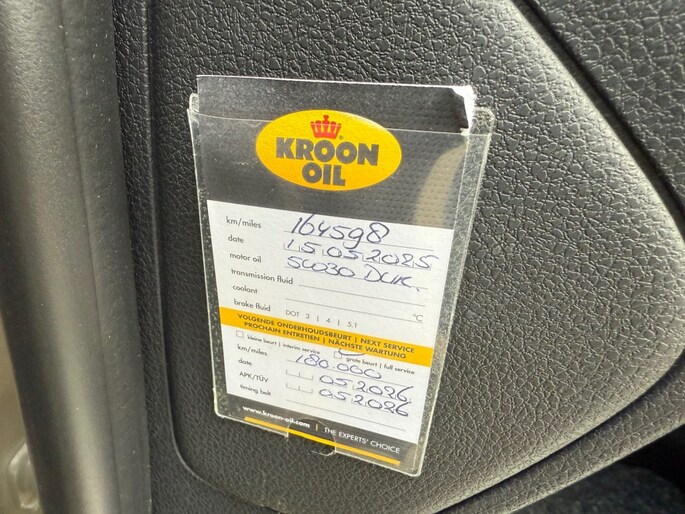 KROON
OIL
km/miles 164598
date 15.05.2025
motor oil 5W30
transmission fluid
coolant
brake fluid DOT 3 | 4 | 5.1 °C
VOLGENDE ONDERHOUDSBEURT | NEXT SERVICE
PROCHAIN ENTRETIEN | NÄCHSTE WARTUNG
kleine beurt | interim service grote beurt | full service
km/miles 180.000
date 05.2026
APK/TÜV 05.2026
timing belt
www.kroon-oil.com | THE EXPERTS' CHOICE